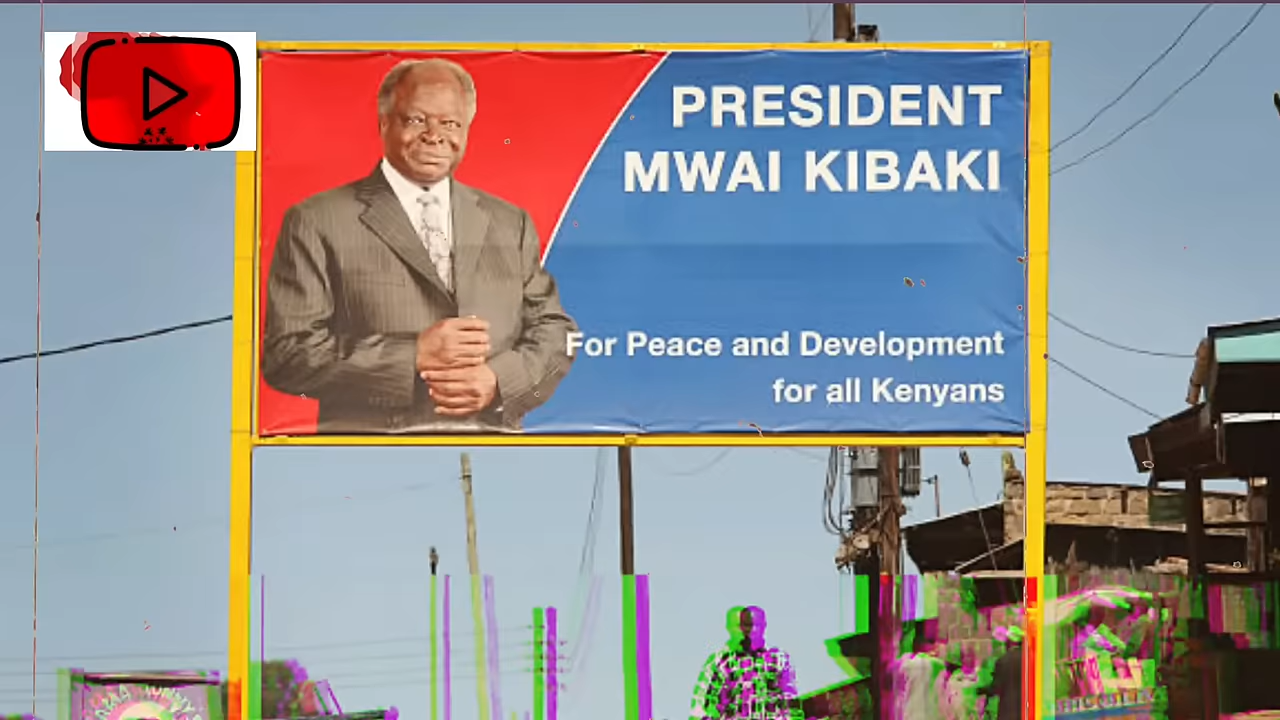 PRESIDENT
MWAI KIBAKI
For Peace and Development
for all Kenyans